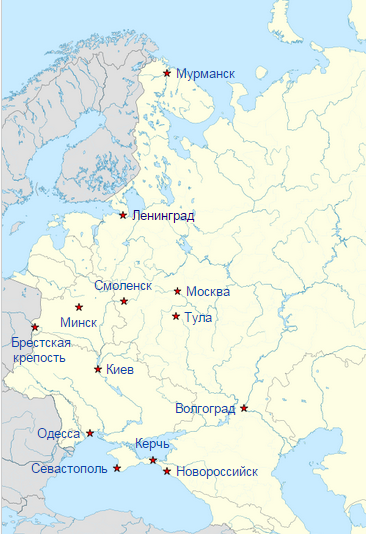 Мурманск
Ленинград
Смоленск
Москва
Минск
Тула
Брестская
крепость
Киев
Волгоград
Одесса
Керчь
Севастополь
Новороссийск